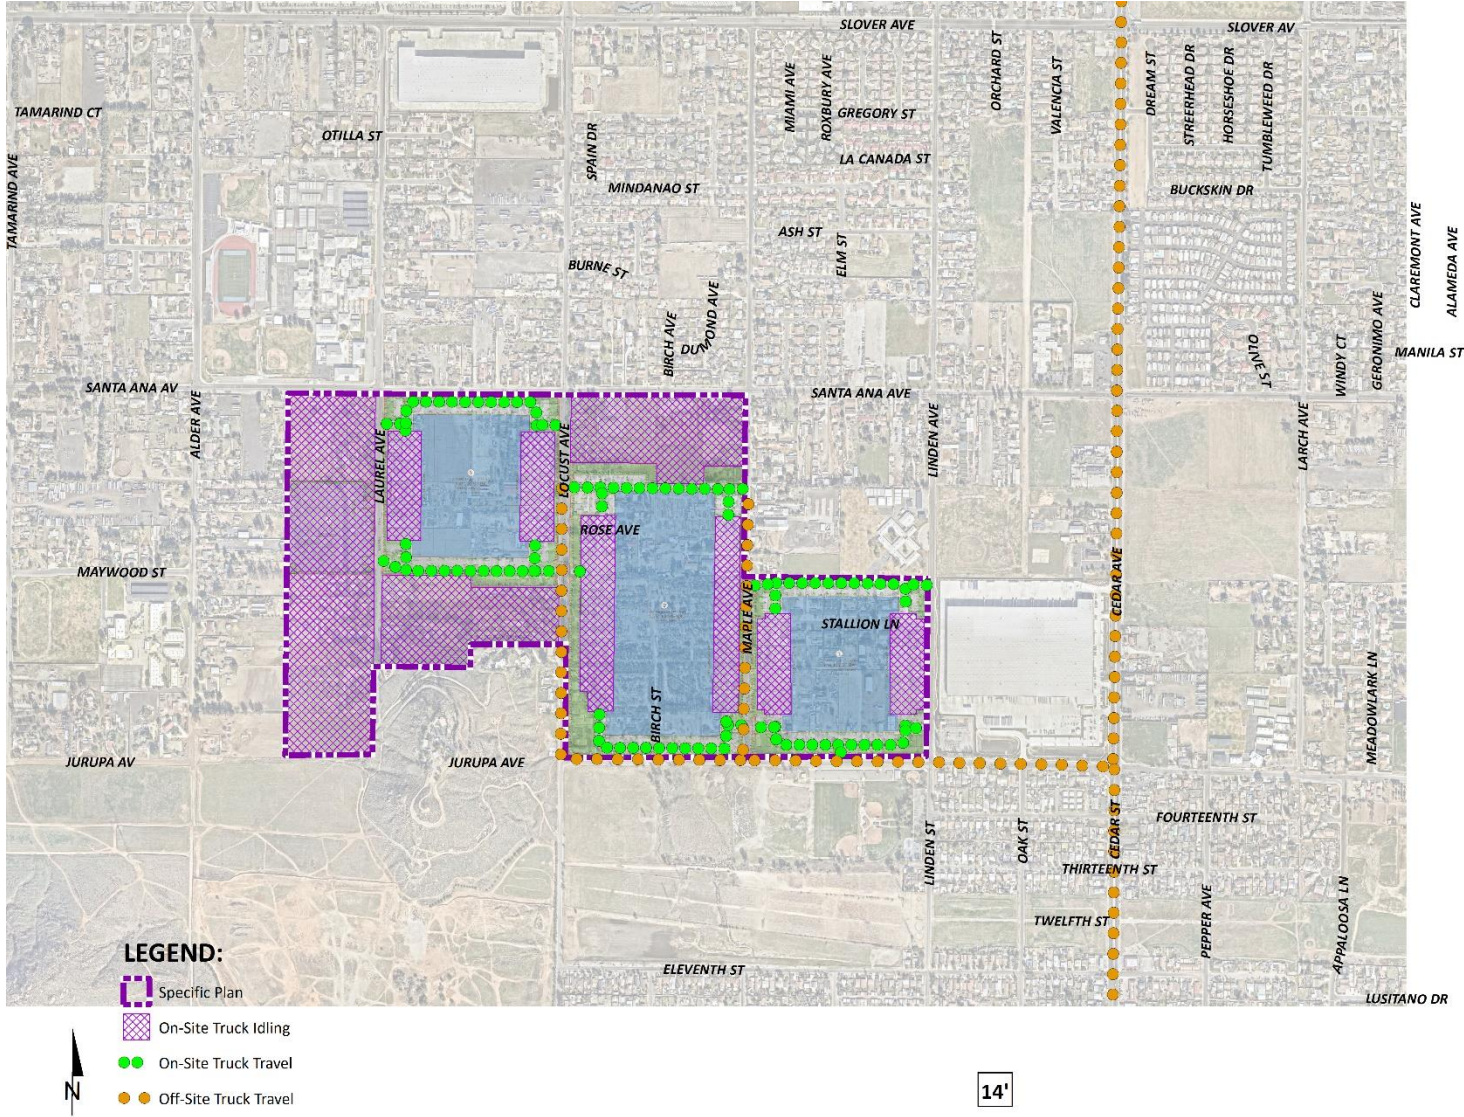 SLOVER AVE
SLOVER AV
ORCHARD ST
VALENCIA ST
DREAM ST
STREERHEAD DR
HORSESHOE DR
TUMBLEWEED DR
MIAMI AVE
ROXBURY AVE
GREGORY ST
TAMARIND CT
OTILLA ST
SPAIN DR
LA CANADA ST
MINDANAO ST
BUCKSKIN DR
TAMARIND AVE
ASH ST
ELM ST
BURNE ST
CLAREMONT AVE
ALAMEDA AVE
BIRCH AVE
DUMOND AVE
OLIVE ST
WINDY CT
GERONIMO AVE
MANILA ST
SANTA ANA AV
SANTA ANA AVE
ALDER AVE
LAUREL AVE
LOCUST AVE
LINDEN AVE
LARCH AVE
ROSE AVE
MAYWOOD ST
CEDAR AVE
MAPLE AVE
STALLION LN
BIRCH ST
MEADOWLARK LN
JURUPA AV
JURUPA AVE
LINDEN ST
OAK ST
CEDAR ST
FOURTEENTH ST
THIRTEENTH ST
TWELFTH ST
PEPPER AVE
APPALOOSA LN
ELEVENTH ST
LUSITANO DR
LEGEND:
Specific Plan
On-Site Truck Idling
On-Site Truck Travel
Off-Site Truck Travel
N
14'